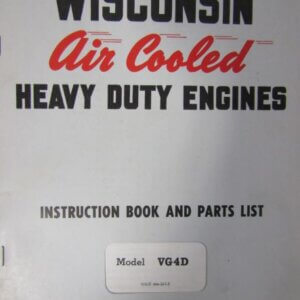 WISCONSIN
Air Cooled
HEAVY DUTY ENGINES
INSTRUCTION BOOK AND PARTS LIST
Model VG4D